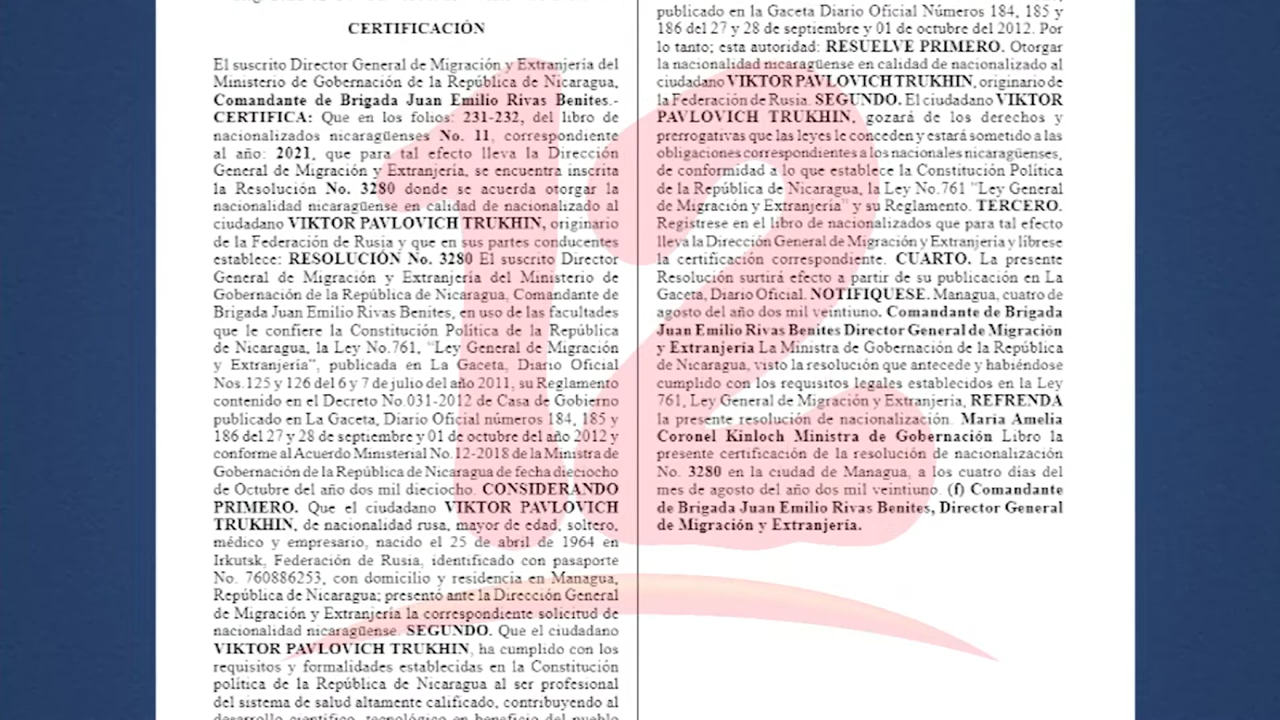 CERTIFICACIÓN
El suscrito Director General de Migración y Extranjería del
Ministerio de Gobernación de la República de Nicaragua,
Comandante de Brigada Juan Emilio Rivas Benites.-
CERTIFICA: Que en los folios: 231-232, del libro de
nacionalizados nicaragüenses No. 11, correspondiente
al año: 2021, que para tal efecto lleva la Dirección
General de Migración y Extranjería, se encuentra inscrita
la Resolución No. 3280 donde se acuerda otorgar la
nacionalidad nicaragüense en calidad de nacionalizado al
ciudadano VIKTOR PAVLOVICH TRUKHIN, originario
de la Federación de Rusia y que en sus partes conducentes
establece: RESOLUCIÓN No. 3280 El suscrito Director
General de Migración y Extranjería del Ministerio de
Gobernación de la República de Nicaragua, Comandante de
Brigada Juan Emilio Rivas Benites, en uso de las facultades
que le confiere la Constitución Política de la República
de Nicaragua, la Ley No.761, “Ley General de Migración
y Extranjería”, publicada en La Gaceta, Diario Oficial
Nos.125 y 126 del 6 y 7 de julio del año 2011, su Reglamento
contenido en el Decreto No.031-2012 de Casa de Gobierno
publicado en La Gaceta, Diario Oficial números 184, 185 y
186 del 27 y 28 de septiembre y 01 de octubre del año 2012 y
conforme al Acuerdo Ministerial No.12-2018 de la Ministra de
Gobernación de la República de Nicaragua de fecha dieciocho
de Octubre del año dos mil dieciocho. CONSIDERANDO
PRIMERO. Que el ciudadano VIKTOR PAVLOVICH
TRUKHIN, de nacionalidad rusa, mayor de edad, soltero,
médico y empresario, nacido el 25 de abril de 1964 en
Irkutsk, Federación de Rusia, identificado con pasaporte
No. 760886253, con domicilio y residencia en Managua,
República de Nicaragua; presentó ante la Dirección General
de Migración y Extranjería la correspondiente solicitud de
nacionalidad nicaragüense. SEGUNDO. Que el ciudadano
VIKTOR PAVLOVICH TRUKHIN, ha cumplido con los
requisitos y formalidades establecidas en la Constitución
política de la República de Nicaragua al ser profesional
del sistema de salud altamente calificado, contribuyendo al
desarrollo científico, tecnológico en beneficio del pueblo
publicado en la Gaceta Diario Oficial Números 184, 185 y
186 del 27 y 28 de septiembre y 01 de octubre del 2012. Por
lo tanto; esta autoridad: RESUELVE PRIMERO. Otorgar
la nacionalidad nicaragüense en calidad de nacionalizado al
ciudadano VIKTOR PAVLOVICH TRUKHIN, originario de
la Federación de Rusia. SEGUNDO. El ciudadano VIKTOR
PAVLOVICH TRUKHIN, gozará de los derechos y
prerrogativas que las leyes le conceden y estará sometido a las
obligaciones correspondientes a los nacionales nicaragüenses,
de conformidad a lo que establece la Constitución Política
de la República de Nicaragua, la Ley No.761 “Ley General
de Migración y Extranjería” y su Reglamento. TERCERO.
Regístrese en el libro de nacionalizados que para tal efecto
lleva la Dirección General de Migración y Extranjería y líbrese
la certificación correspondiente. CUARTO. La presente
Resolución surtirá efecto a partir de su publicación en La
Gaceta, Diario Oficial. NOTIFIQUESE. Managua, cuatro de
agosto del año dos mil veintiuno. Comandante de Brigada
Juan Emilio Rivas Benites Director General de Migración
y Extranjería La Ministra de Gobernación de la República
de Nicaragua, visto la resolución que antecede y habiéndose
cumplido con los requisitos legales establecidos en la Ley
761, Ley General de Migración y Extranjería, REFRENDA
la presente resolución de nacionalización. María Amelia
Coronel Kinloch Ministra de Gobernación Libro la
presente certificación de la resolución de nacionalización
No. 3280 en la ciudad de Managua, a los cuatro días del
mes de agosto del año dos mil veintiuno. (f) Comandante
de Brigada Juan Emilio Rivas Benites, Director General
de Migración y Extranjería.
12